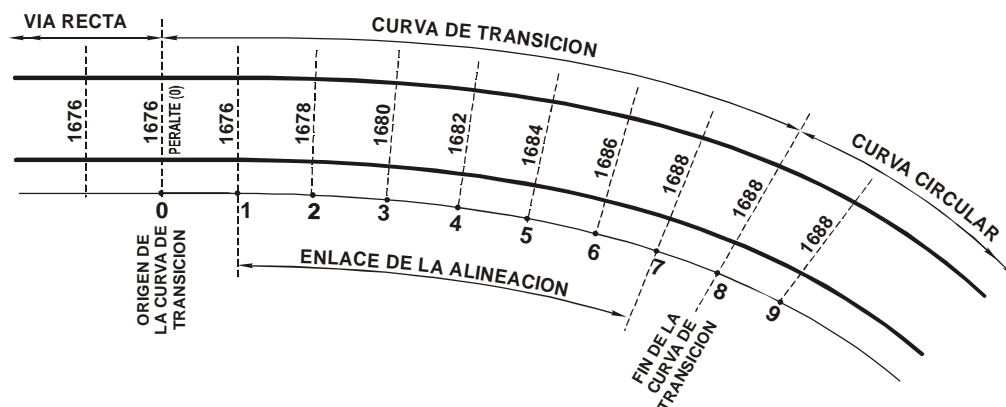 VIA RECTA
CURVA DE TRANSICION
CURVA CIRCULAR
1676
1676
PERALTE (0)
1676
1678
1680
1682
1684
1686
1688
1688
1688
0
1
2
3
4
5
6
7
8
9
ENLACE DE LA ALINEACION
ORIGEN DE
LA CURVA DE
TRANSICION
FIN DE LA
CURVA DE
TRANSICION